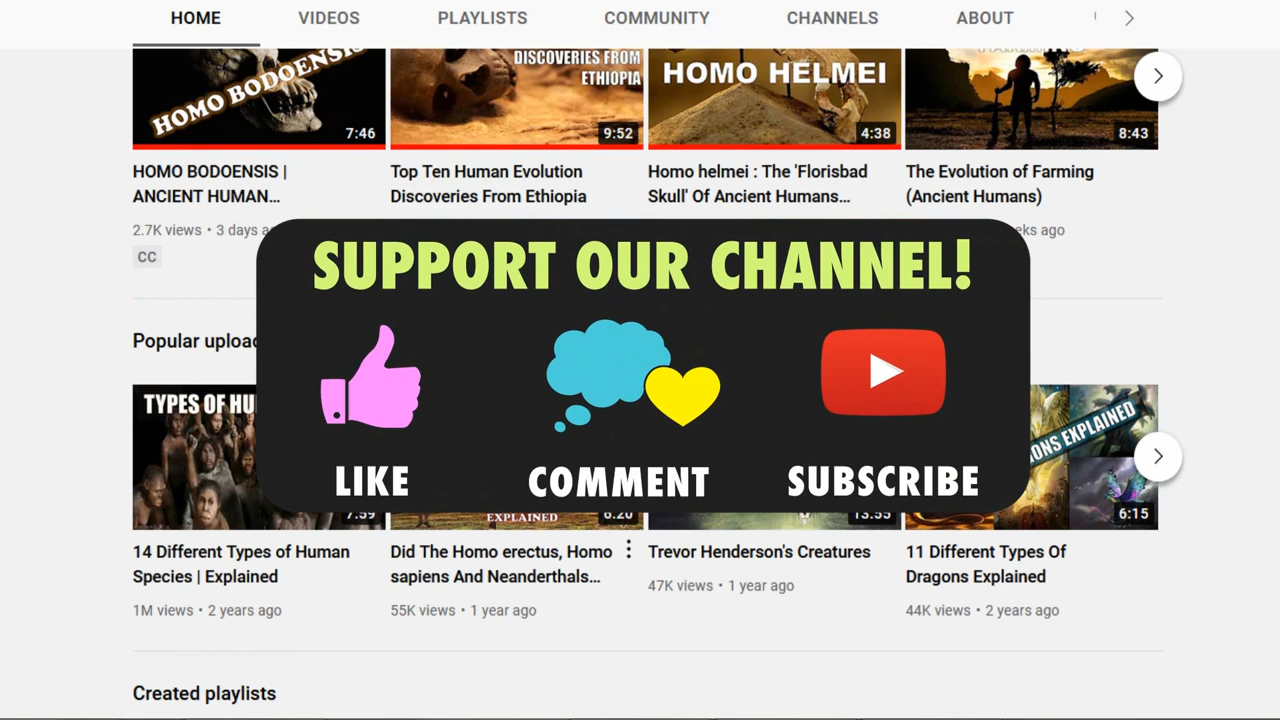 HOME VIDEOS PLAYLISTS COMMUNITY CHANNELS ABOUT
HOMO BODOENSIS
7:46
DISCOVERIES FROM
ETHIOPIA
9:52
HOMO HELMEI
4:38
8:43
HOMO BODOENSIS |
ANCIENT HUMAN...
2.7K views • 3 days
CC
Top Ten Human Evolution
Discoveries From Ethiopia
Homo helmei : The 'Florisbad
Skull' Of Ancient Humans...
The Evolution of Farming
(Ancient Humans)
ago
SUPPORT OUR CHANNEL!
LIKE COMMENT SUBSCRIBE
Popular
TYPES OF
7:59
EXPLAINED
6:20
13:55
EXPLAINED
6:15
14 Different Types of Human
Species | Explained
1M views • 2 years ago
Did The Homo erectus, Homo
sapiens And Neanderthals...
55K views • 1 year ago
Trevor Henderson's Creatures
47K views • 1 year ago
11 Different Types Of
Dragons Explained
44K views • 2 years ago
Created playlists